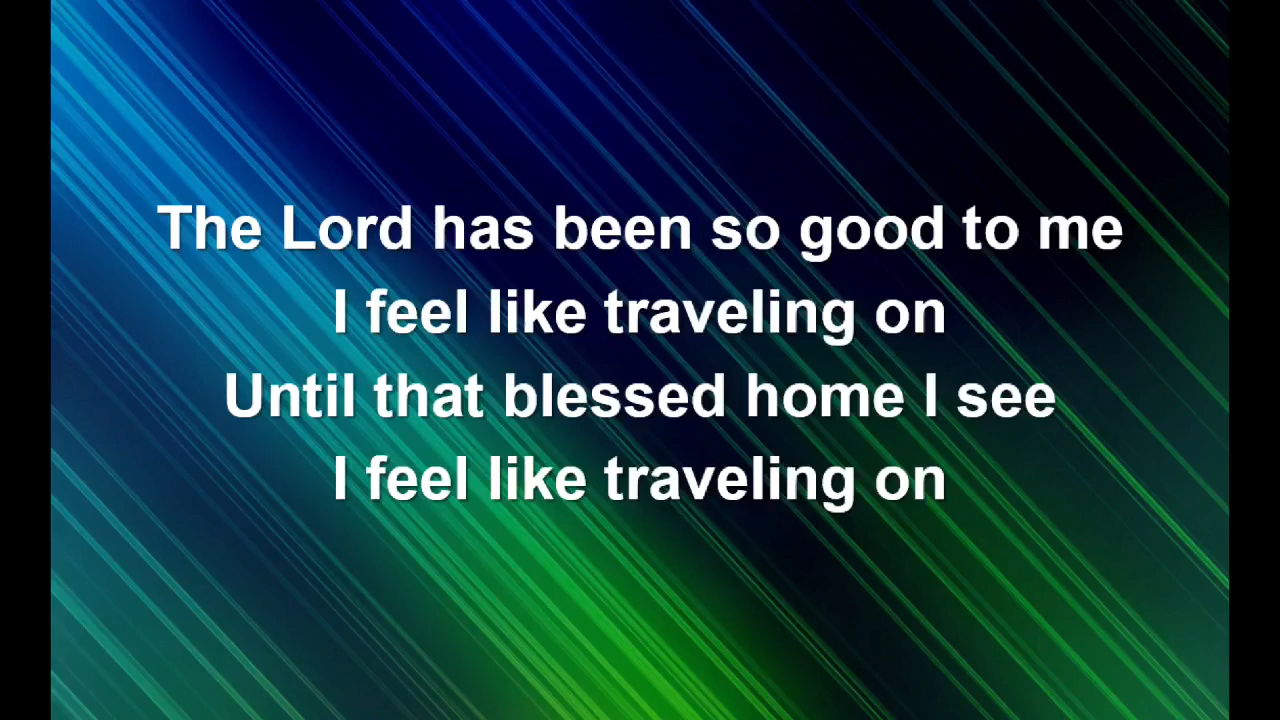 The Lord has been so good to me
I feel like traveling on
Until that blessed home I see
I feel like traveling on